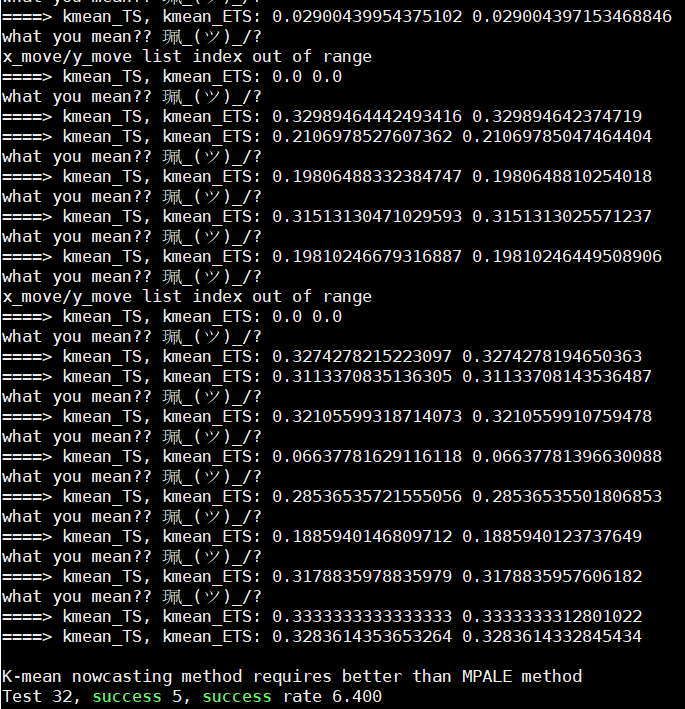 ====> kmean_TS, kmean_ETS: 0.02900439954375102 0.029004397153468846
what you mean?? 珮_(ツ)_/?
x_move/y_move list index out of range
====> kmean_TS, kmean_ETS: 0.0 0.0
what you mean?? 珮_(ツ)_/?
====> kmean_TS, kmean_ETS: 0.32989464442493416 0.329894642374719
====> kmean_TS, kmean_ETS: 0.2106978527607362 0.21069785047464404
what you mean?? 珮_(ツ)_/?
====> kmean_TS, kmean_ETS: 0.19806488332384747 0.1980648810254018
what you mean?? 珮_(ツ)_/?
====> kmean_TS, kmean_ETS: 0.31513130471029593 0.3151313025571237
what you mean?? 珮_(ツ)_/?
====> kmean_TS, kmean_ETS: 0.19810246679316887 0.19810246449508906
what you mean?? 珮_(ツ)_/?
x_move/y_move list index out of range
====> kmean_TS, kmean_ETS: 0.0 0.0
what you mean?? 珮_(ツ)_/?
====> kmean_TS, kmean_ETS: 0.3274278215223097 0.3274278194650363
====> kmean_TS, kmean_ETS: 0.3113370835136305 0.31133708143536487
what you mean?? 珮_(ツ)_/?
====> kmean_TS, kmean_ETS: 0.32105599318714073 0.3210559910759478
what you mean?? 珮_(ツ)_/?
====> kmean_TS, kmean_ETS: 0.06637781629116118 0.06637781396630088
what you mean?? 珮_(ツ)_/?
====> kmean_TS, kmean_ETS: 0.28536535721555056 0.28536535501806853
what you mean?? 珮_(ツ)_/?
====> kmean_TS, kmean_ETS: 0.1885940146809712 0.1885940123737649
what you mean?? 珮_(ツ)_/?
====> kmean_TS, kmean_ETS: 0.3178835978835979 0.3178835957606182
what you mean?? 珮_(ツ)_/?
====> kmean_TS, kmean_ETS: 0.3333333333333333 0.3333333312801022
====> kmean_TS, kmean_ETS: 0.3283614353653264 0.3283614332845434
K-mean nowcasting method requires better than MPALE method
Test 32, success 5, success rate 6.400